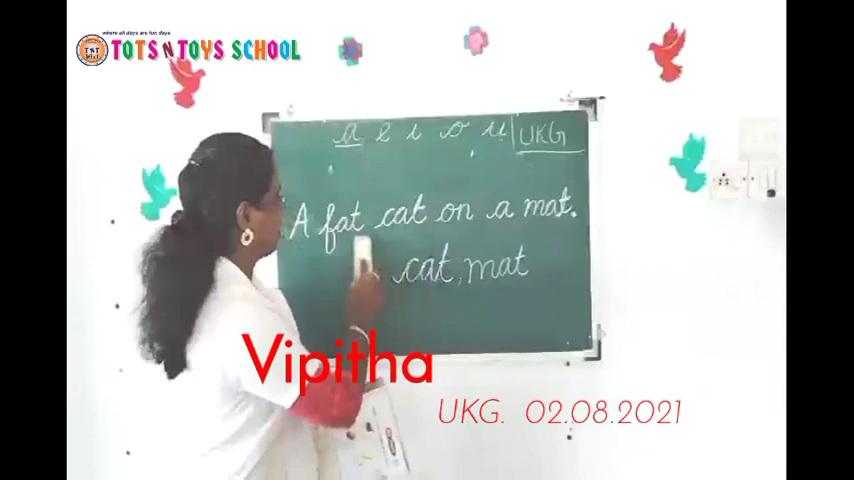 where all days are fun days
TOTS N TOYS SCHOOL
TST
a e i o u UKG
A fat cat on a mat.
cat, mat
Vipitha
UKG. 02.08.2021